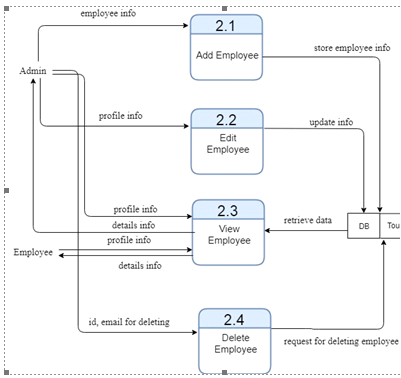 employee info
2.1
Add Employee
store employee info
Admin
profile info
2.2
Edit
Employee
update info
profile info
details info
2.3
View
Employee
retrieve data
DB
Tou
Employee
profile info
details info
id, email for deleting
2.4
Delete
Employee
request for deleting employee